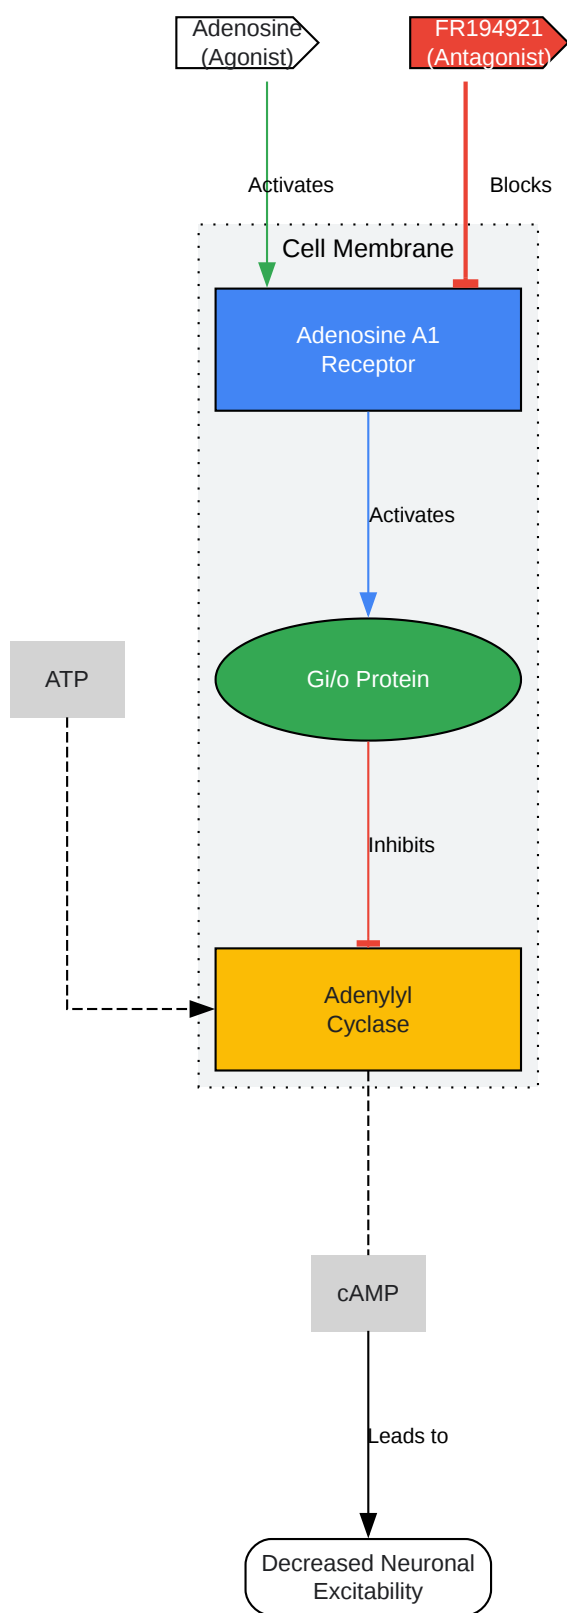 Adenosine
(Agonist)
FR194921
(Antagonist)
Activates
Blocks
Cell Membrane
Adenosine A1
Receptor
Activates
ATP
Gi/o Protein
Inhibits
Adenylyl
Cyclase
cAMP
Leads to
Decreased Neuronal
Excitability